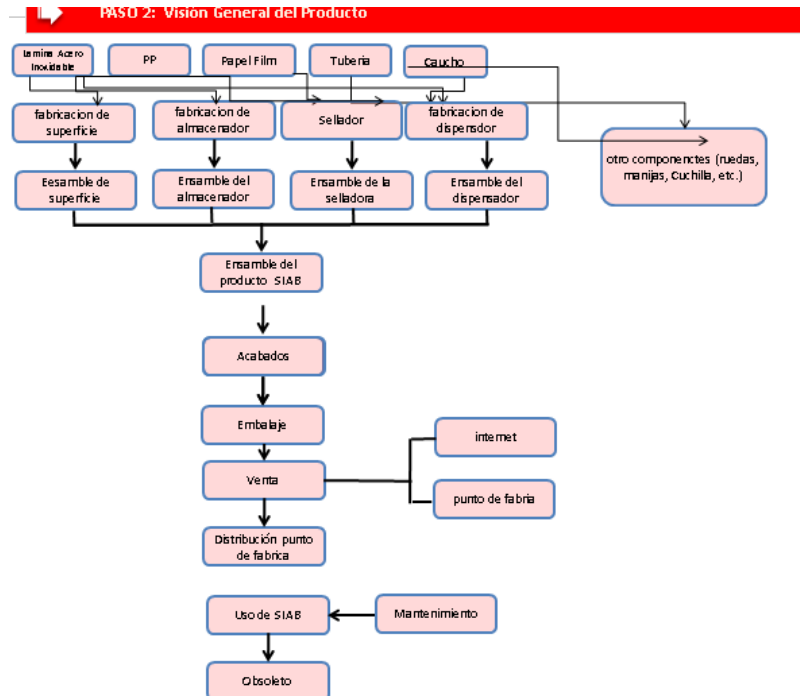 PASO 2: Visión General del Producto
Lamina Acero
Inoxidable
PP
Papel Film
Tuberia
Caucho
fabricacion de
superficie
fabricacion de
almacenador
Sellador
fabricacion de
dispensdor
otro componenctes (ruedas,
manijas, Cuchilla, etc.)
Eesamble de
superficie
Ensamble del
almacenador
Ensamble de la
selladora
Ensamble del
dispensador
Ensamble del
producto SIAB
Acabados
Embalaje
internet
Venta
punto de fabria
Distribución punto
de fabrica
Uso de SIAB
Mantenimiento
Obsoleto